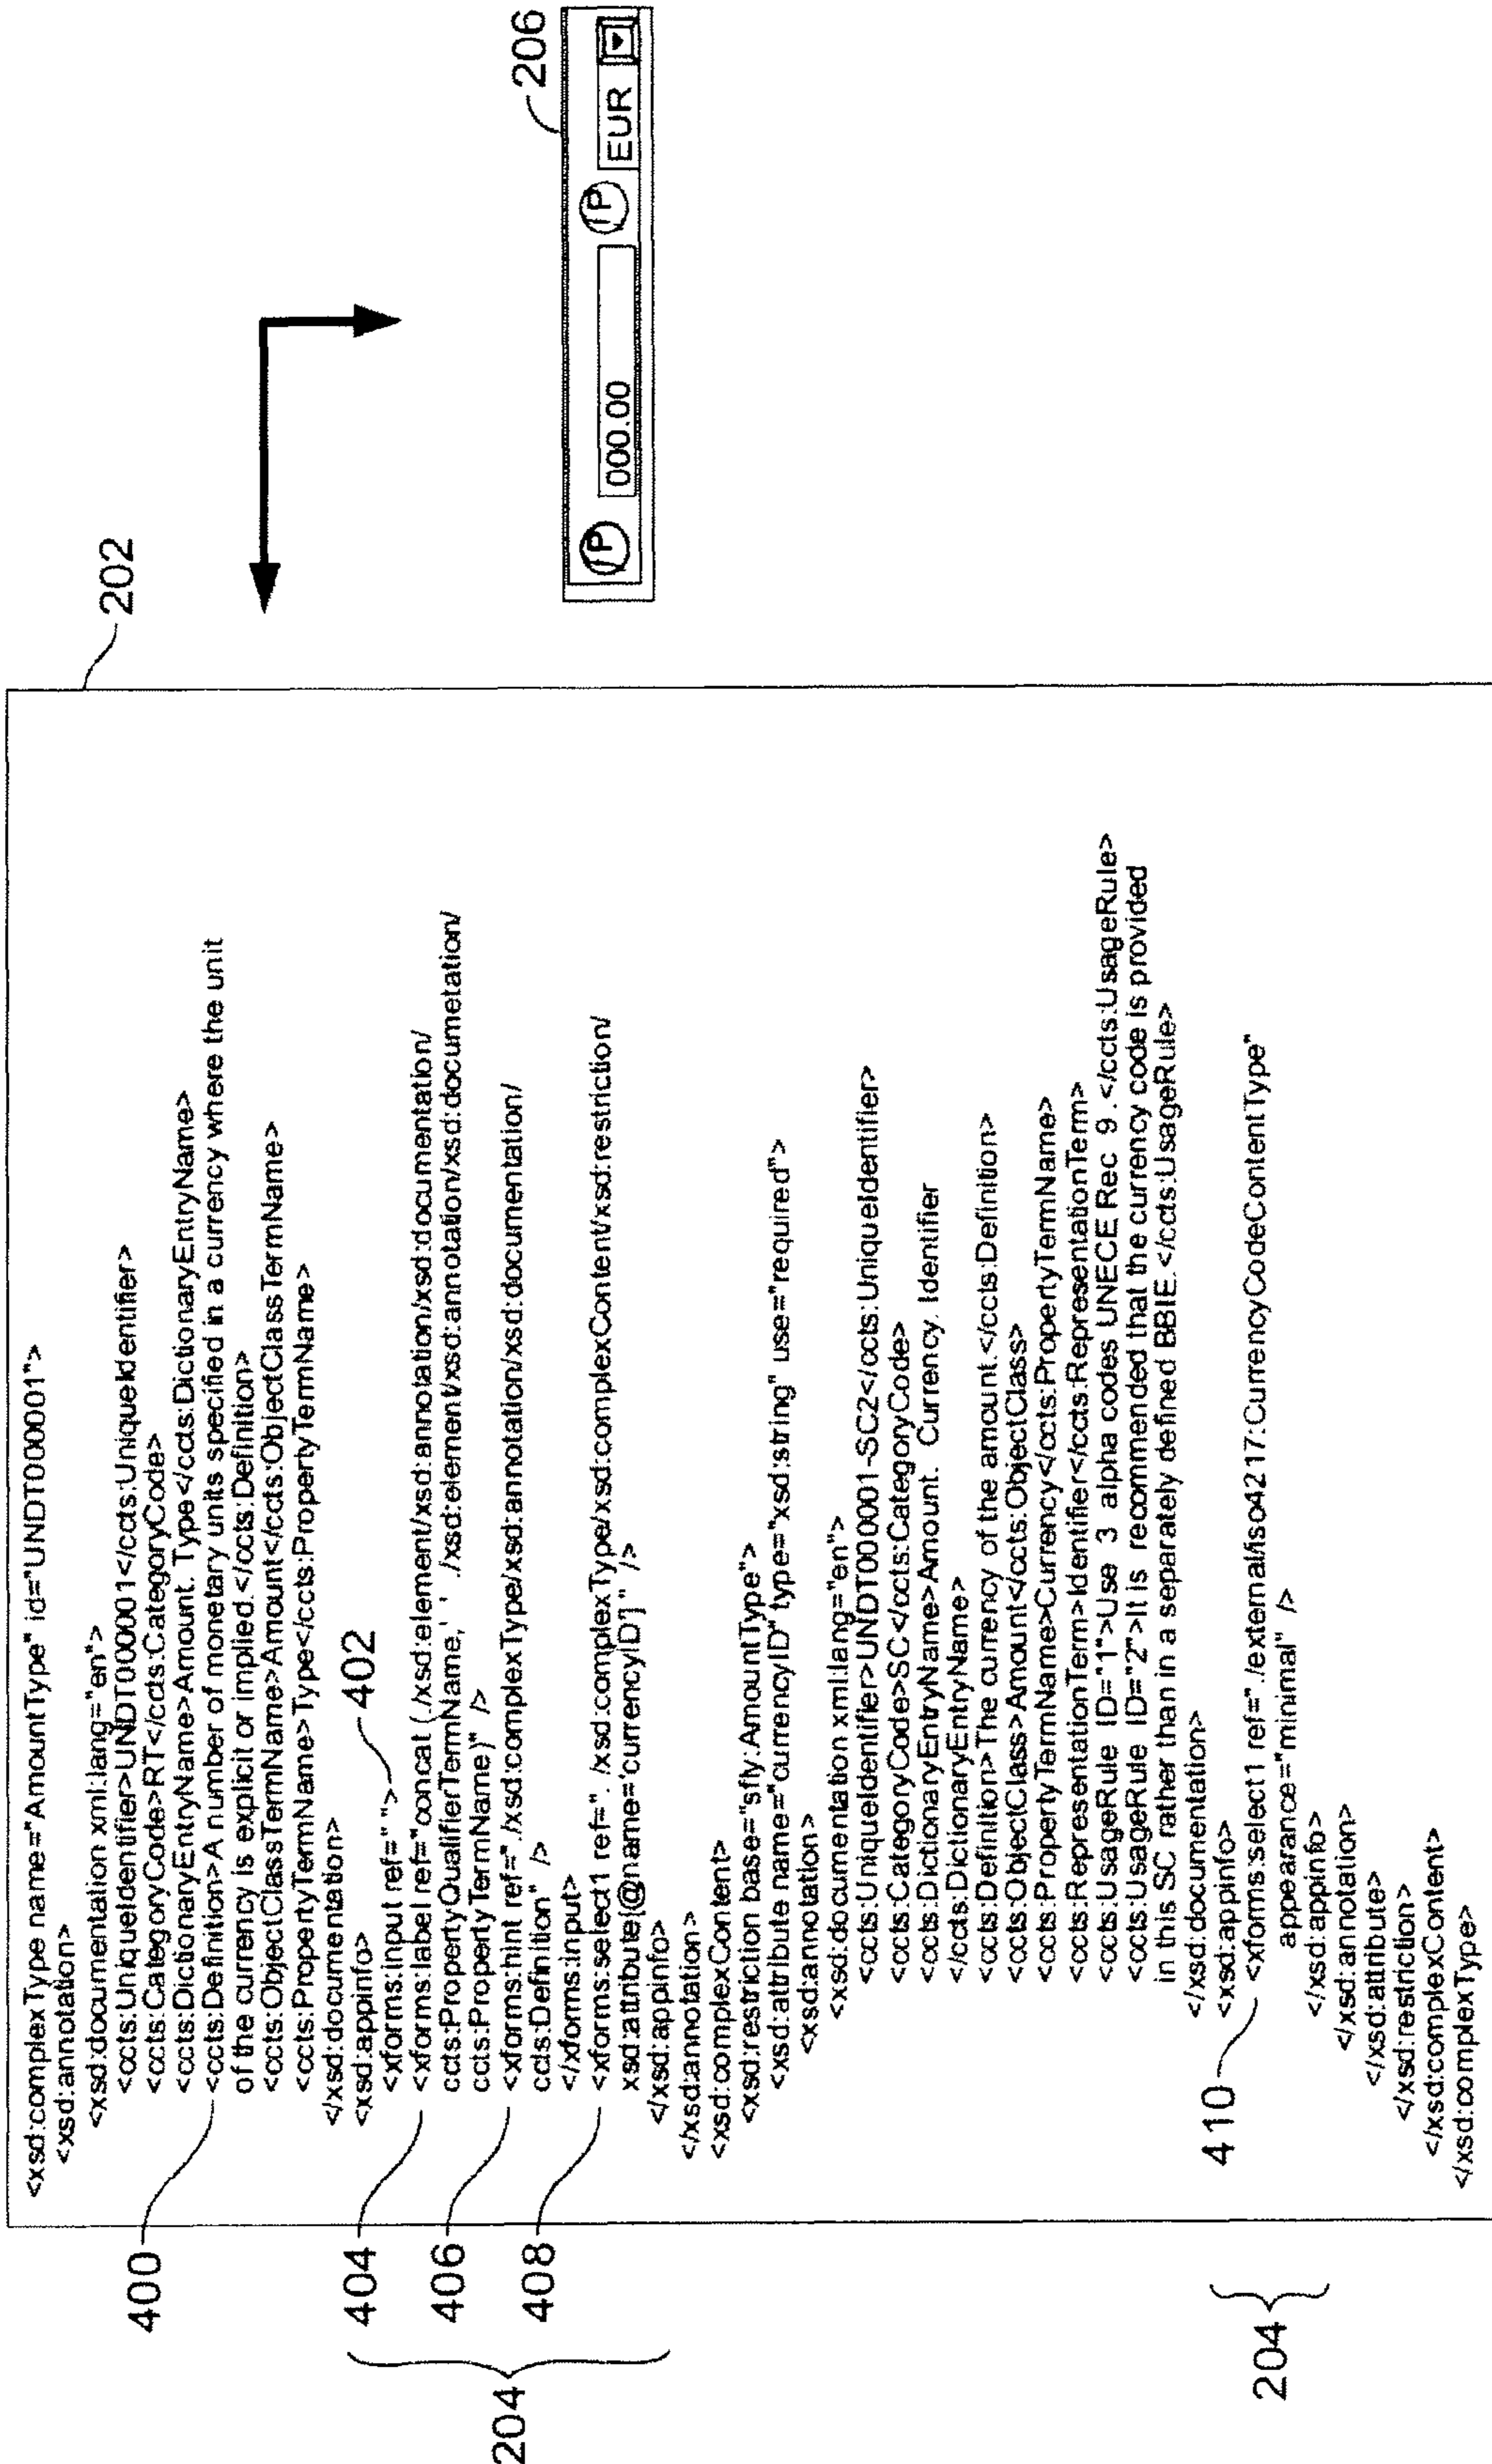 202
<xsd:complexType name="AmountType" id="UNDT000001">
<xsd:annotation>
<xsd:documentation xml:lang="en">
<ccts:UniqueIdentifier>UNDT000001</ccts:UniqueIdentifier>
<ccts:CategoryCode>RT</ccts:CategoryCode>
<ccts:DictionaryEntryName>Amount. Type</ccts:DictionaryEntryName>
400
<ccts:Definition>A number of monetary units specified in a currency where the unit
of the currency is explicit or implied.</ccts:Definition>
<ccts:ObjectClassTermName>Amount</ccts:ObjectClassTermName>
<ccts:PropertyTermName>Type</ccts:PropertyTermName>
</xsd:documentation>
<xsd:appinfo>
<xforms:input ref=".">
402
404
<xforms:label ref="concat (./xsd:element/xsd:annotation/xsd:documentation/
ccts:PropertyQualifierTermName,' ' ./xsd:element/xsd:annotation/xsd:documetation/
ccts:PropertyTermName)" />
406
<xforms:hint ref="./xsd:complexType/xsd:annotation/xsd:documentation/
ccts:Definition" />
</xforms:input>
408
<xforms:select1 ref=". /xsd:complexType/xsd:complexContent/xsd:restriction/
xsd:attribute[@name='currencyID'] " />
</xsd:appinfo>
204
</xsd:annotation>
<xsd:complexContent>
<xsd:restriction base="sfly:AmountType">
<xsd:attribute name="currencyID" type="xsd:string" use="required">
<xsd:annotation>
<xsd:documentation xml:lang="en">
<ccts:UniqueIdentifier>UNDT000001-SC2</ccts:UniqueIdentifier>
<ccts:CategoryCode>SC</ccts:CategoryCode>
<ccts:DictionaryEntryName>Amount. Currency. Identifier
</ccts:DictionaryEntryName>
<ccts:Definition>The currency of the amount.</ccts:Definition>
<ccts:ObjectClass>Amount</ccts:ObjectClass>
<ccts:PropertyTermName>Currency</ccts:PropertyTermName>
<ccts:RepresentationTerm>Identifier</ccts:RepresentationTerm>
<ccts:UsageRule ID="1">Use 3 alpha codes UNECE Rec 9 .</ccts:UsageRule>
<ccts:UsageRule ID="2">It is recommended that the currency code is provided
in this SC rather than in a separately defined BBIE.</ccts:UsageRule>
</xsd:documentation>
<xsd:appinfo>
410
<xforms:select1 ref="./external/iso4217:CurrencyCodeContentType"
appearance="minimal" />
</xsd:appinfo>
204
</xsd:annotation>
</xsd:attribute>
</xsd:restriction>
</xsd:complexContent>
</xsd:complexType>
206
000.00
EUR